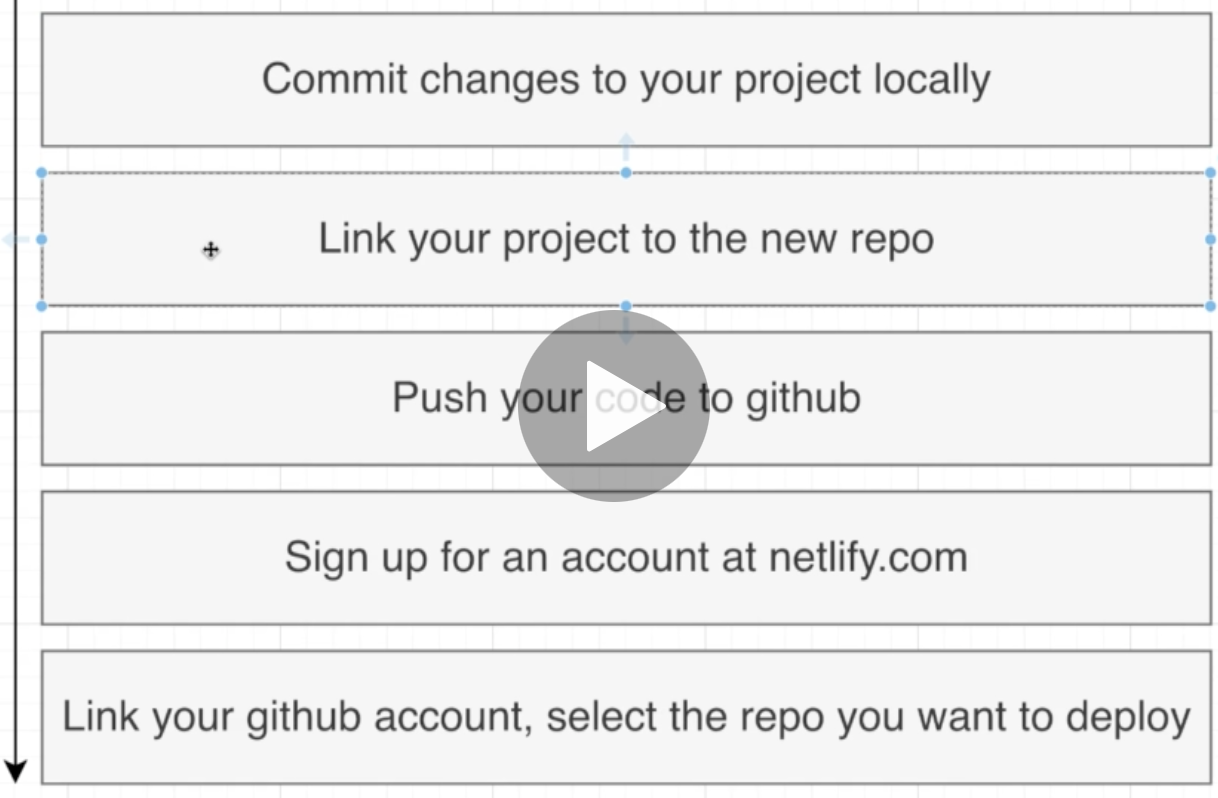 Commit changes to your project locally
Link your project to the new repo
Push your code to github
Sign up for an account at netlify.com
Link your github account, select the repo you want to deploy